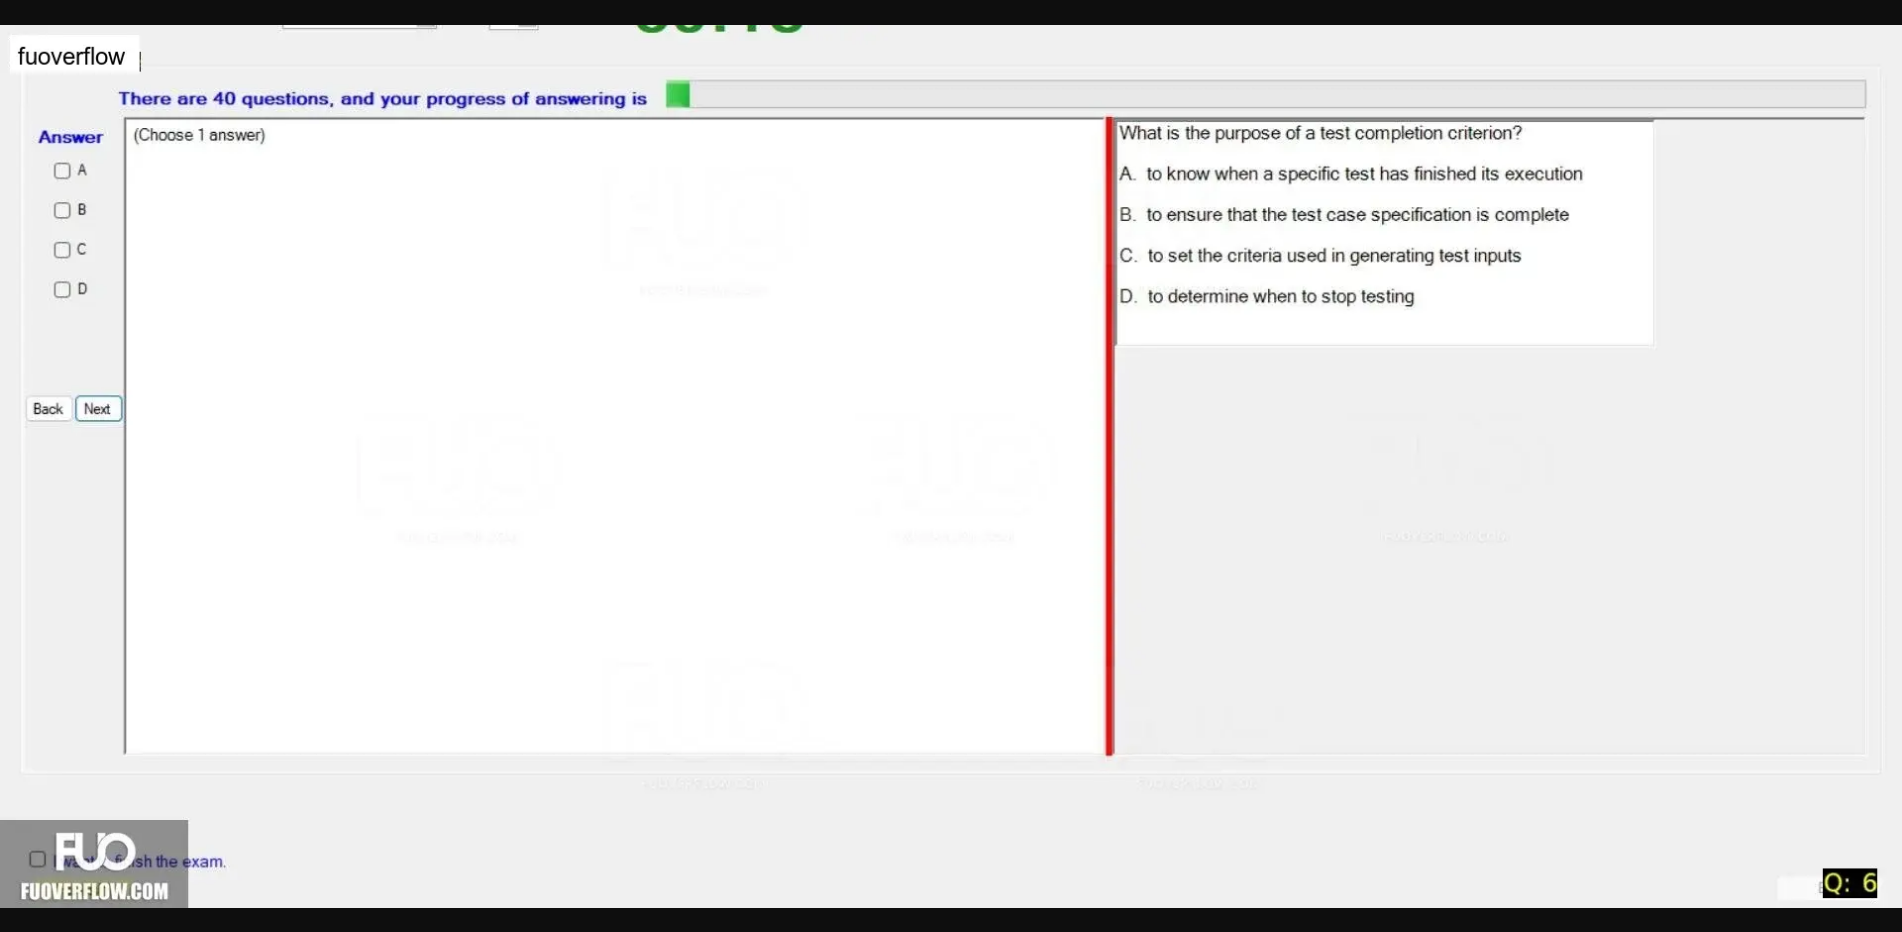 fuoverflow
There are 40 questions, and your progress of answering is
Answer
(Choose 1 answer)
A
B
C
D
Back
Next
What is the purpose of a test completion criterion?
A. to know when a specific test has finished its execution
B. to ensure that the test case specification is complete
C. to set the criteria used in generating test inputs
D. to determine when to stop testing
the exam.
FUO
FUOVERFLOW.COM
Q: 6